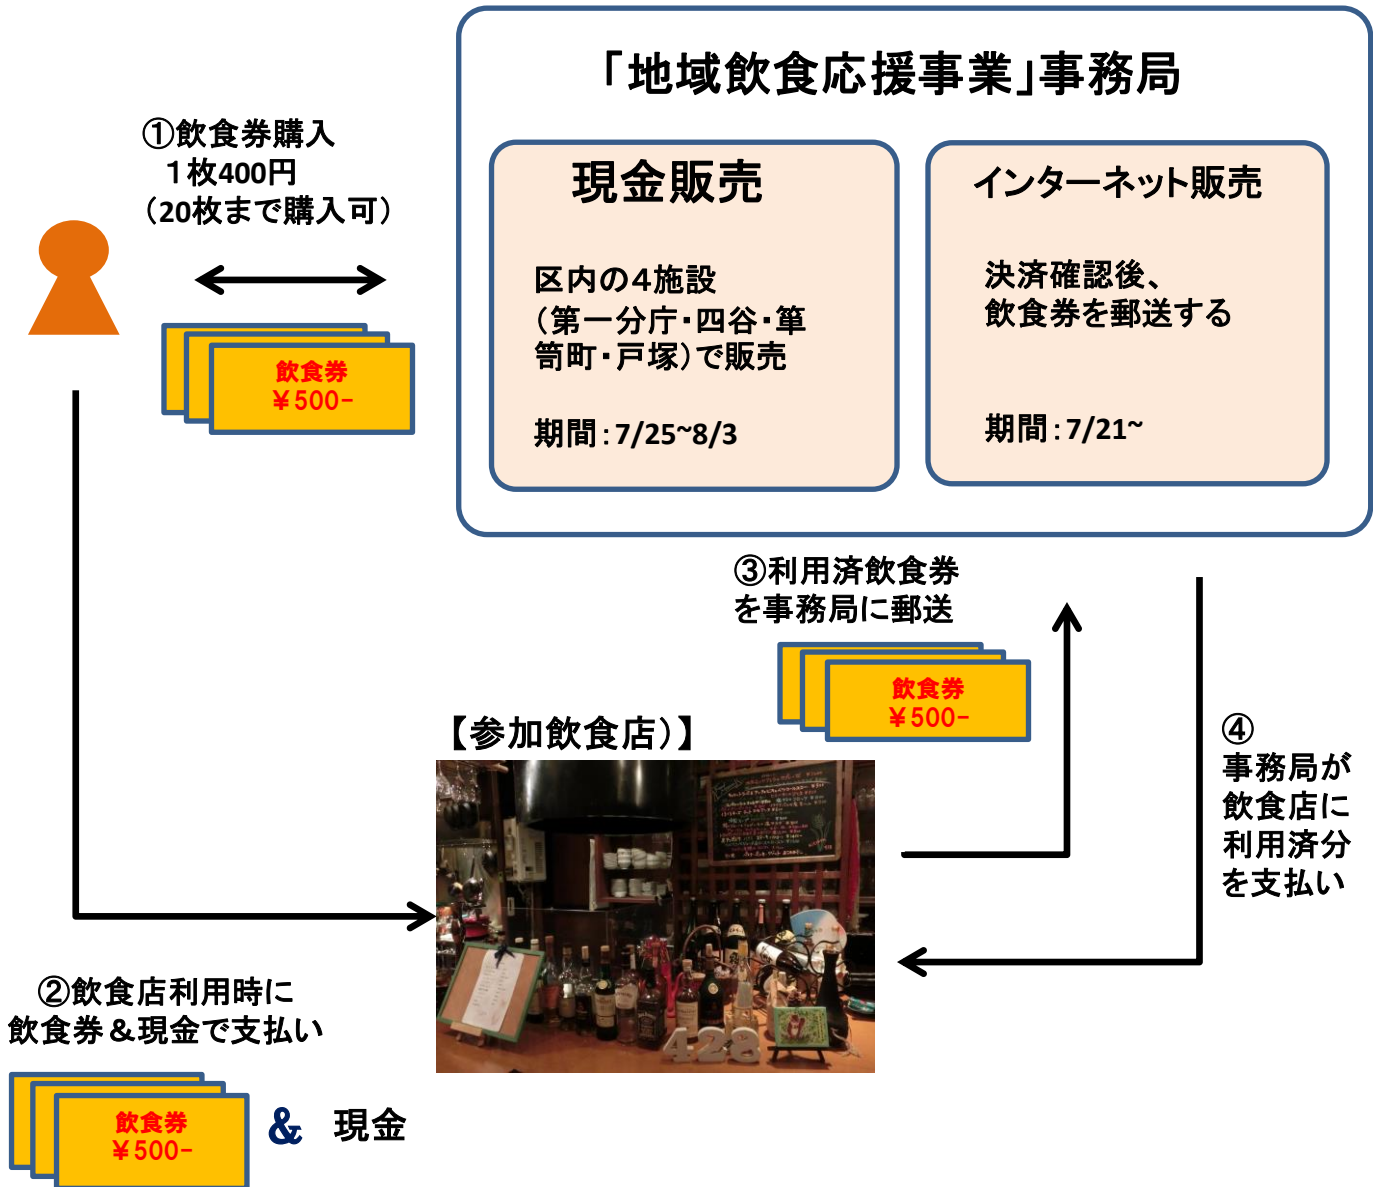 「地域飲食応援事業」事務局
①飲食券購入
１枚400円
（20枚まで購入可）
飲食券
￥500-
現金販売
区内の４施設
（第一分庁・四谷・箪
笥町・戸塚）で販売
期間：7/25~8/3
インターネット販売
決済確認後、
飲食券を郵送する
期間：7/21~
③利用済飲食券
を事務局に郵送
飲食券
￥500-
【参加飲食店）】
428
④
事務局が
飲食店に
利用済分
を支払い
②飲食店利用時に
飲食券＆現金で支払い
飲食券
￥500-
& 現金